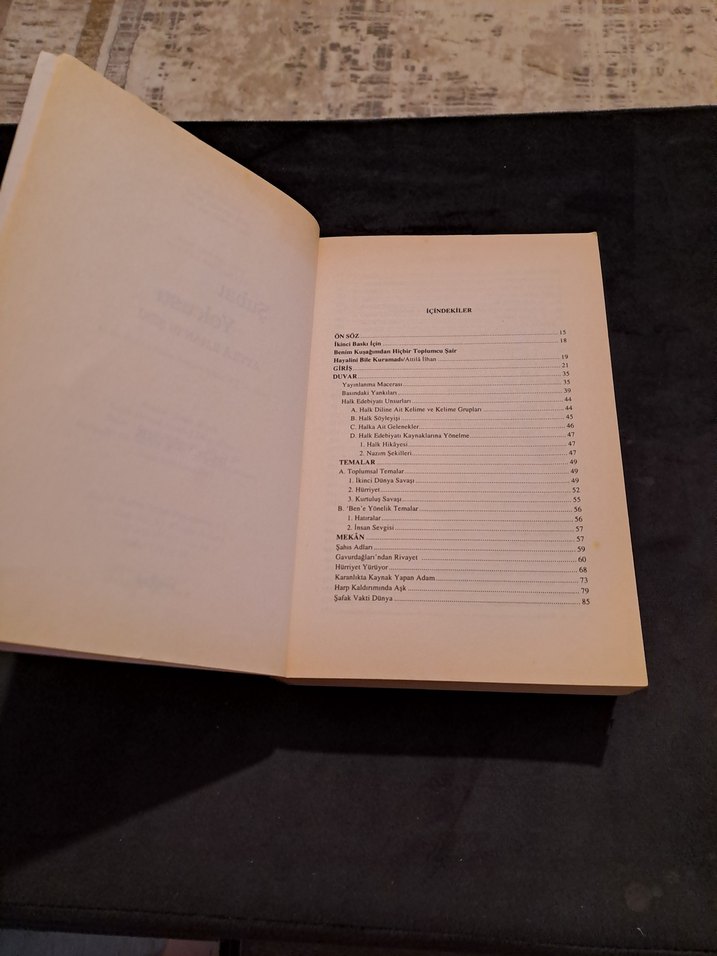 İÇİNDEKİLER
ÖN SÖZ ........ 15
İkinci Baskı İçin ........ 18
Benim Kuşağımdan Hiçbir Toplumcu Şair
Hayalini Bile Kuramadı/Attilâ İlhan ........ 19
GİRİŞ ........ 21
DUVAR ........ 35
Yayınlanma Macerası ........ 35
Basındaki Yankıları ........ 39
Halk Edebiyatı Unsurları ........ 44
A. Halk Diline Ait Kelime ve Kelime Grupları ........ 44
B. Halk Söyleyişi ........ 45
C. Halka Ait Gelenekler ........ 46
D. Halk Edebiyatı Kaynaklarına Yönelme ........ 47
1. Halk Hikâyesi ........ 47
2. Nazım Şekilleri ........ 47
TEMALAR ........ 49
A. Toplumsal Temalar ........ 49
1. İkinci Dünya Savaşı ........ 49
2. Hürriyet ........ 52
3. Kurtuluş Savaşı ........ 55
B. 'Ben'e Yönelik Temalar ........ 56
1. Hatıralar ........ 56
2. İnsan Sevgisi ........ 57
MEKÂN ........ 57
Şahıs Adları ........ 59
Gavurdağları'ndan Rivayet ........ 60
Hürriyet Yürüyor ........ 68
Karanlıkta Kaynak Yapan Adam ........ 73
Harp Kaldırımında Aşk ........ 79
Şafak Vakti Dünya ........ 85